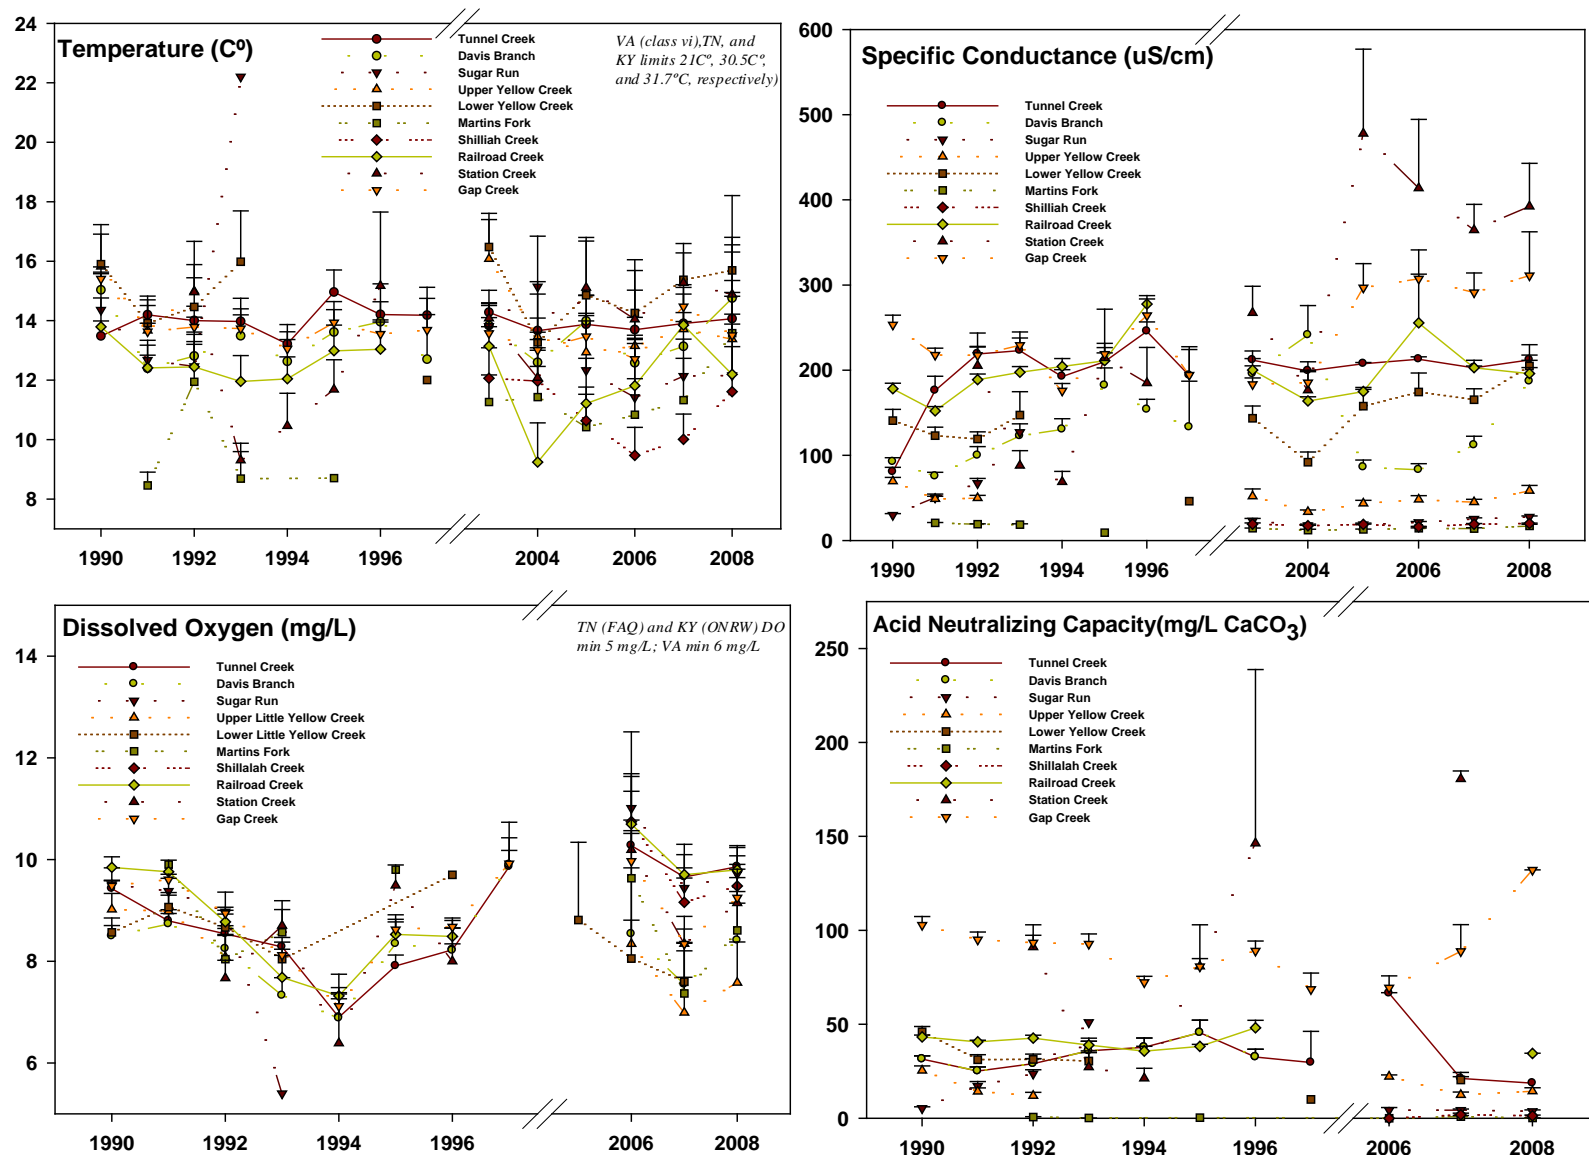 Temperature (Cº)
VA (class vi),TN, and
KY limits 21Cº, 30.5Cº,
and 31.7ºC, respectively)
Tunnel Creek
Davis Branch
Sugar Run
Upper Yellow Creek
Lower Yellow Creek
Martins Fork
Shilliah Creek
Railroad Creek
Station Creek
Gap Creek
24
22
20
18
16
14
12
10
8
1990
1992
1994
1996
2004
2006
2008
Specific Conductance (uS/cm)
Tunnel Creek
Davis Branch
Sugar Run
Upper Yellow Creek
Lower Yellow Creek
Martins Fork
Shilliah Creek
Railroad Creek
Station Creek
Gap Creek
600
500
400
300
200
100
0
1990
1992
1994
1996
2004
2006
2008
Dissolved Oxygen (mg/L)
TN (FAQ) and KY (ONRW) DO
min 5 mg/L; VA min 6 mg/L
Tunnel Creek
Davis Branch
Sugar Run
Upper Little Yellow Creek
Lower Little Yellow Creek
Martins Fork
Shillalah Creek
Railroad Creek
Station Creek
Gap Creek
14
12
10
8
6
1990
1992
1994
1996
2006
2008
Acid Neutralizing Capacity(mg/L CaCO3)
Tunnel Creek
Davis Branch
Sugar Run
Upper Yellow Creek
Lower Yellow Creek
Martins Fork
Shillalah Creek
Railroad Creek
Station Creek
Gap Creek
250
200
150
100
50
0
1990
1992
1994
1996
2006
2008